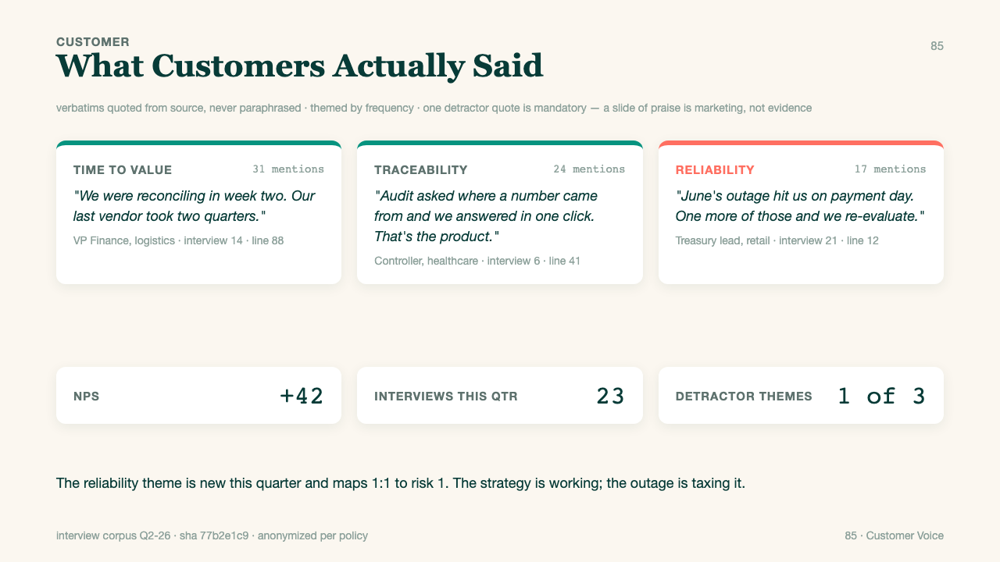 CUSTOMER
85
What Customers Actually Said
verbatims quoted from source, never paraphrased · themed by frequency · one detractor quote is mandatory — a slide of praise is marketing, not evidence
TIME TO VALUE
31 mentions
"We were reconciling in week two. Our
last vendor took two quarters."
VP Finance, logistics · interview 14 · line 88
TRACEABILITY
24 mentions
"Audit asked where a number came
from and we answered in one click.
That's the product."
Controller, healthcare · interview 6 · line 41
RELIABILITY
17 mentions
"June's outage hit us on payment day.
One more of those and we re-evaluate."
Treasury lead, retail · interview 21 · line 12
NPS
+42
INTERVIEWS THIS QTR
23
DETRACTOR THEMES
1 of 3
The reliability theme is new this quarter and maps 1:1 to risk 1. The strategy is working; the outage is taxing it.
interview corpus Q2-26 · sha 77b2e1c9 · anonymized per policy
85 · Customer Voice